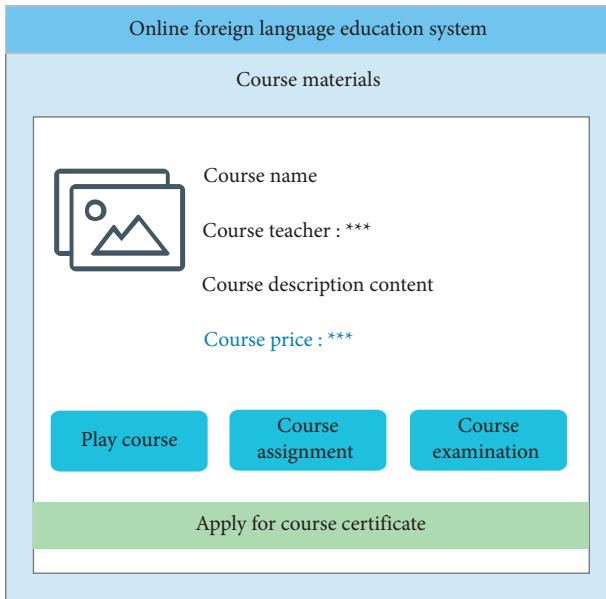 Online foreign language education system
Course materials
Course name
Course teacher : ***
Course description content
Course price : ***
Play course
Course
assignment
Course
examination
Apply for course certificate